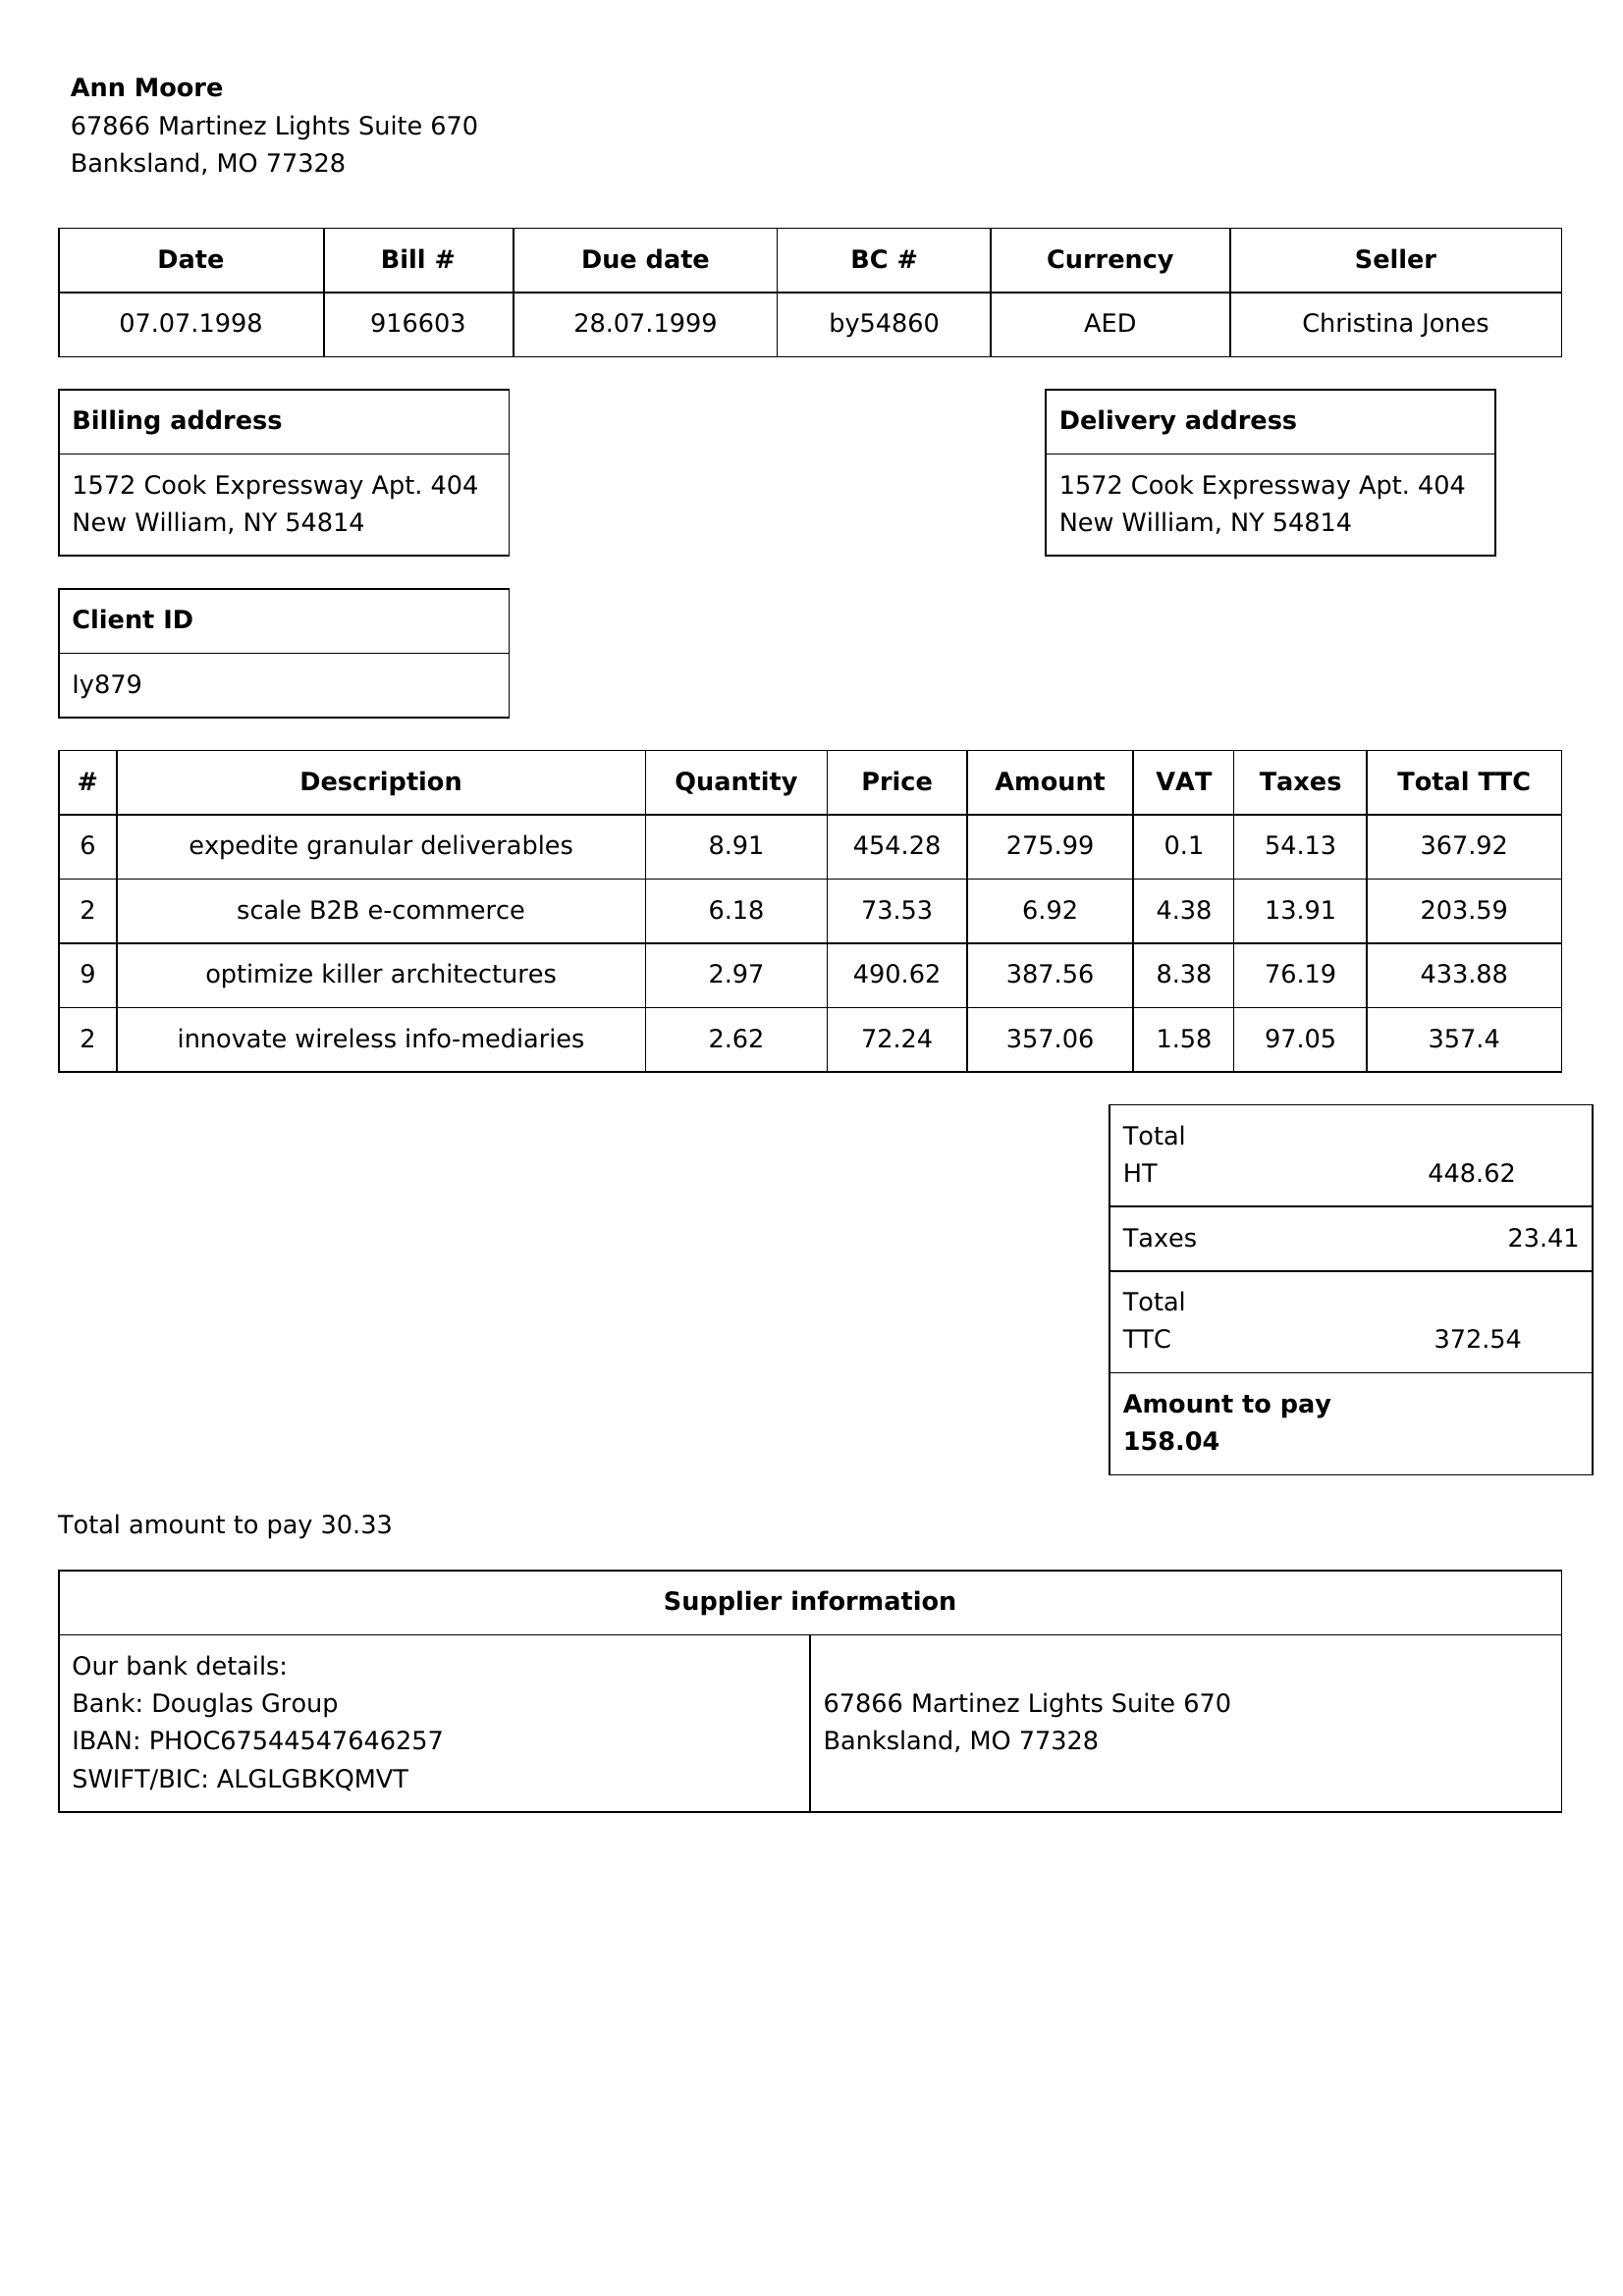 Ann Moore
67866 Martinez Lights Suite 670
Banksland, MO 77328
Date Bill # Due date BC # Currency Seller
07.07.1998 916603 28.07.1999 by54860 AED Christina Jones
Billing address
1572 Cook Expressway Apt. 404
New William, NY 54814
Delivery address
1572 Cook Expressway Apt. 404
New William, NY 54814
Client ID
Iy879
# Description Quantity Price Amount VAT Taxes Total TTC
6 expedite granular deliverables 8.91 454.28 275.99 0.1 54.13 367.92
2 scale B2B e-commerce 6.18 73.53 6.92 4.38 13.91 203.59
9 optimize killer architectures 2.97 490.62 387.56 8.38 76.19 433.88
2 innovate wireless info-mediaries 2.62 72.24 357.06 1.58 97.05 357.4
Total
HT 448.62
Taxes 23.41
Total
TTC 372.54
Amount to pay
158.04
Total amount to pay 30.33
Supplier information
Our bank details:
Bank: Douglas Group
IBAN: PHOC67544547646257
SWIFT/BIC: ALGLGBKQMVT
67866 Martinez Lights Suite 670
Banksland, MO 77328